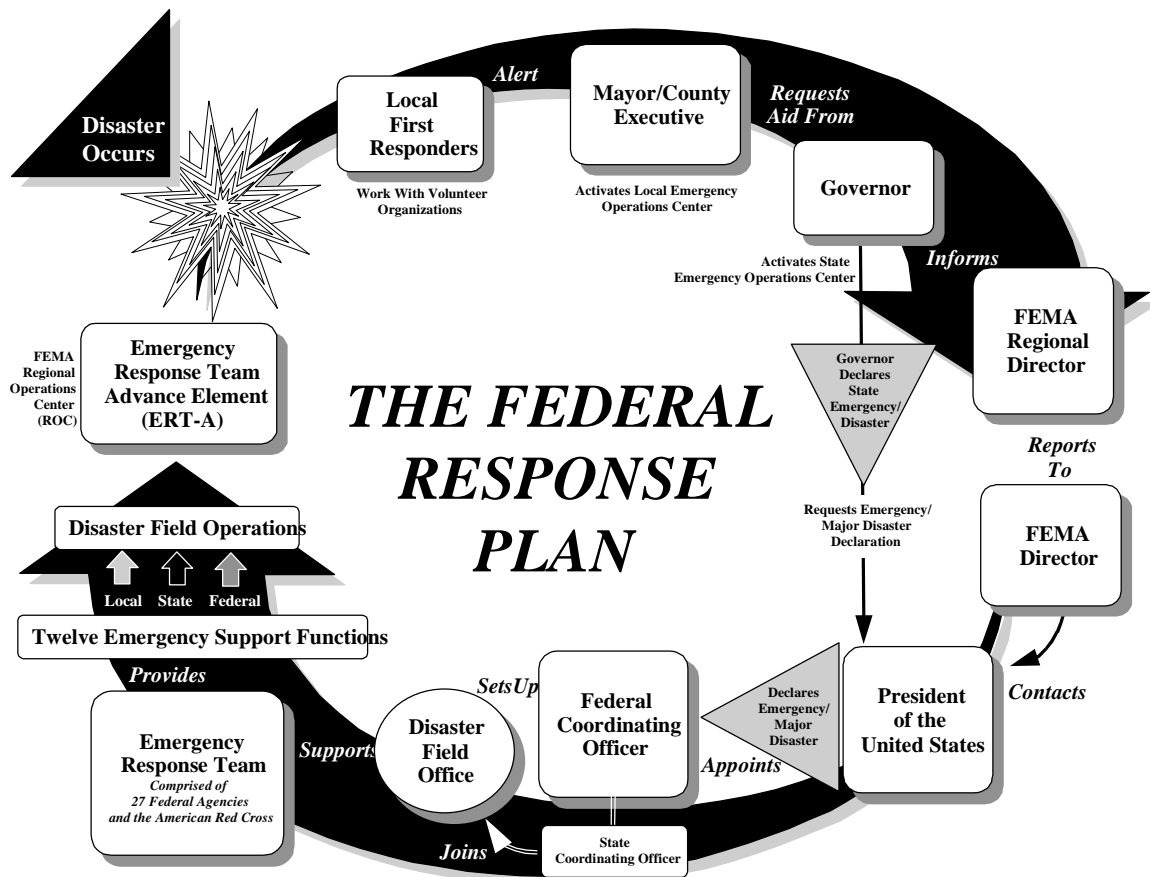 Disaster
Occurs
Local
First
Responders
Work With Volunteer
Organizations
Alert
Mayor/County
Executive
Activates Local Emergency
Operations Center
Requests
Aid From
Governor
Activates State
Emergency Operations Center
Informs
FEMA
Regional
Director
Reports
To
FEMA
Director
Contacts
Governor
Declares
State
Emergency/
Disaster
Requests Emergency/
Major Disaster
Declaration
President
of the
United States
Declares
Emergency/
Major
Disaster
Appoints
Federal
Coordinating
Officer
State
Coordinating Officer
Joins
SetsUp
Disaster
Field
Office
Supports
Emergency
Response Team
Comprised of
27 Federal Agencies
and the American Red Cross
Provides
Twelve Emergency Support Functions
Local State Federal
Disaster Field Operations
Emergency
Response Team
Advance Element
(ERT-A)
FEMA
Regional
Operations
Center
(ROC)
THE FEDERAL
RESPONSE
PLAN